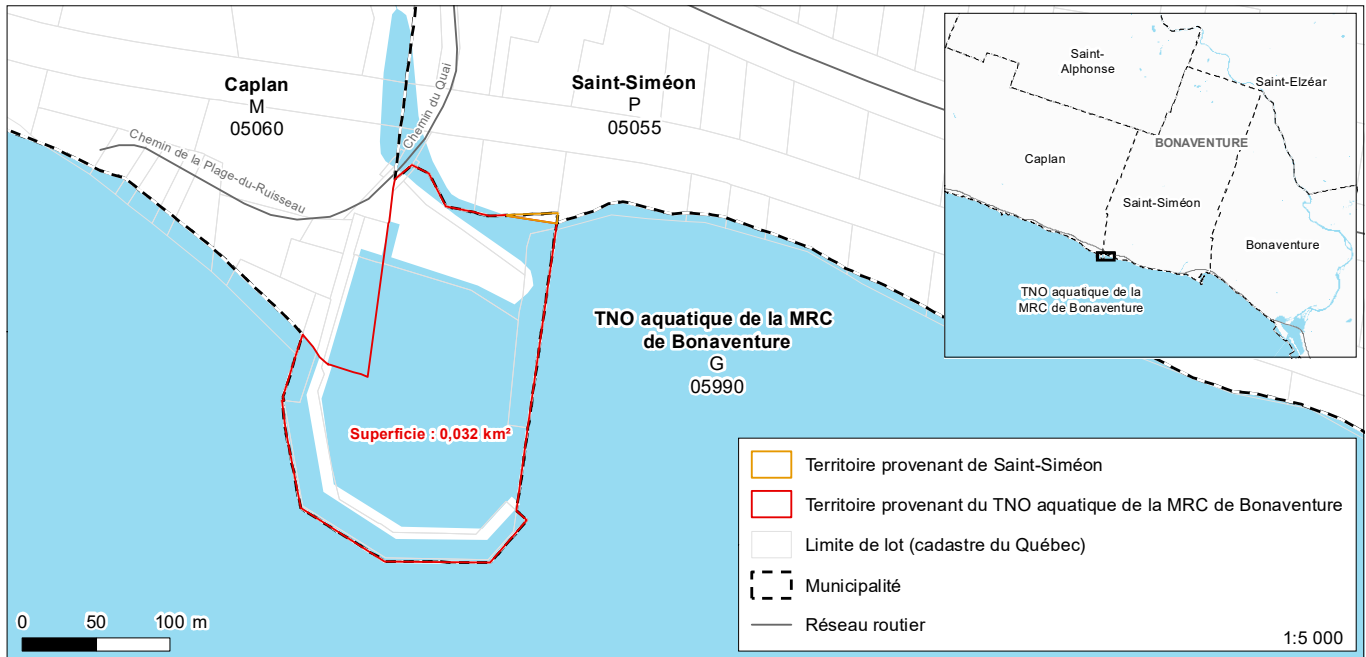 Caplan
M
05060
Saint-Siméon
P
05055
Chemin du Quai
Chemin de la Plage-du-Ruisseau
TNO aquatique de la MRC
de Bonaventure
G
05990
Superficie : 0,032 km²
Saint-
Alphonse
Saint-Elzéar
BONAVENTURE
Caplan
Saint-Siméon
Bonaventure
TNO aquatique de la
MRC de Bonaventure
Territoire provenant de Saint-Siméon
Territoire provenant du TNO aquatique de la MRC de Bonaventure
Limite de lot (cadastre du Québec)
Municipalité
Réseau routier
1:5 000
0 50 100 m